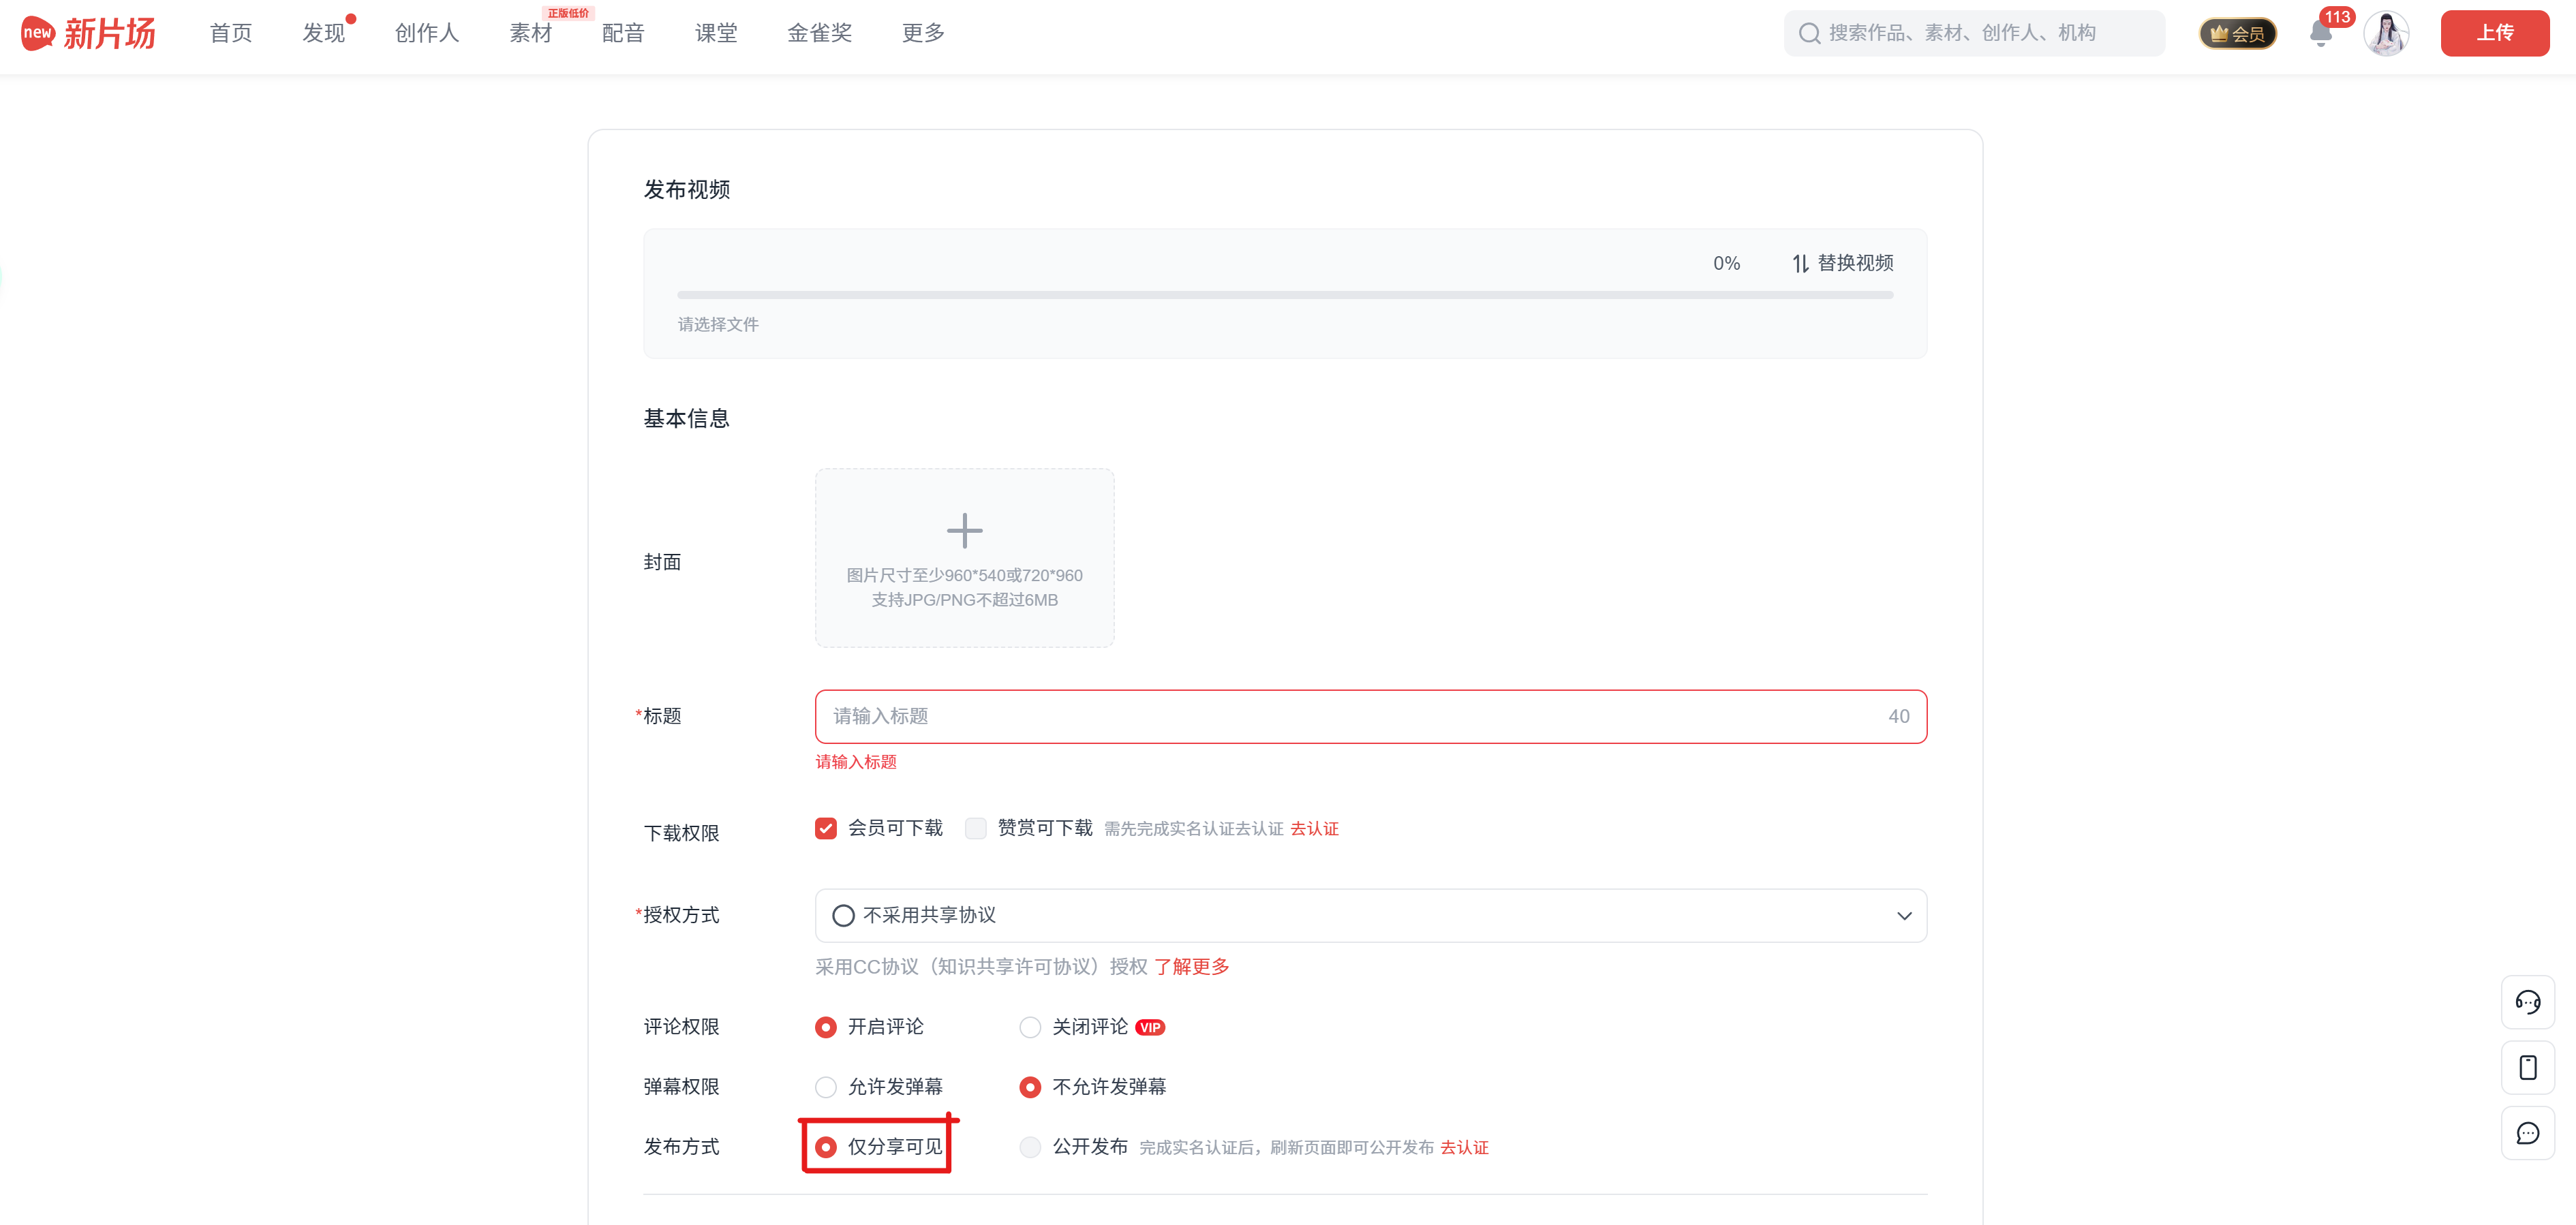 new 新片场
首页 发现 创作人 素材 正版低价 配音 课堂 金雀奖 更多
搜索作品、素材、创作人、机构
会员
113
上传
发布视频
0% 替换视频
请选择文件
基本信息
封面
图片尺寸至少960*540或720*960
支持JPG/PNG不超过6MB
*标题
请输入标题 40
请输入标题
下载权限 会员可下载 赞赏可下载 需先完成实名认证去认证 去认证
*授权方式 不采用共享协议
采用CC协议（知识共享许可协议）授权 了解更多
评论权限 开启评论 关闭评论 VIP
弹幕权限 允许发弹幕 不允许发弹幕
发布方式 仅分享可见 公开发布 完成实名认证后，刷新页面即可公开发布 去认证